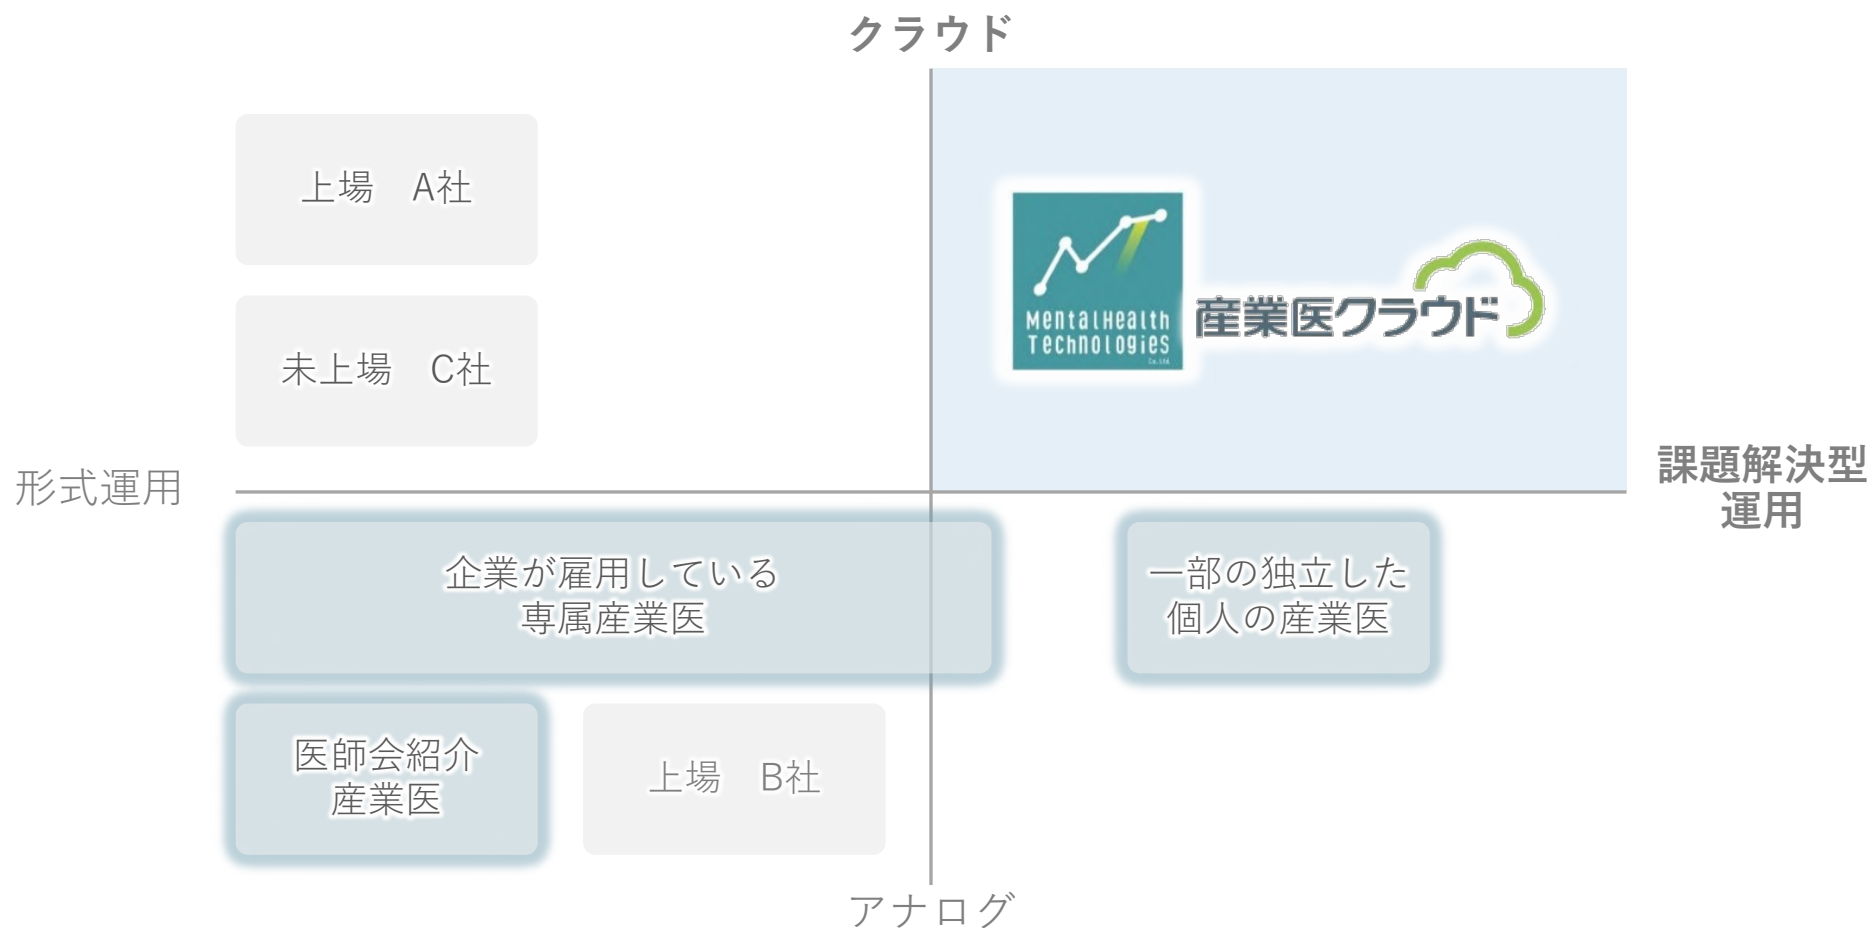 クラウド
上場　A社
未上場　C社
MentalHealth
Technologies
Co.,Ltd.
産業医クラウド
形式運用
課題解決型
運用
企業が雇用している
専属産業医
一部の独立した
個人の産業医
医師会紹介
産業医
上場　B社
アナログ